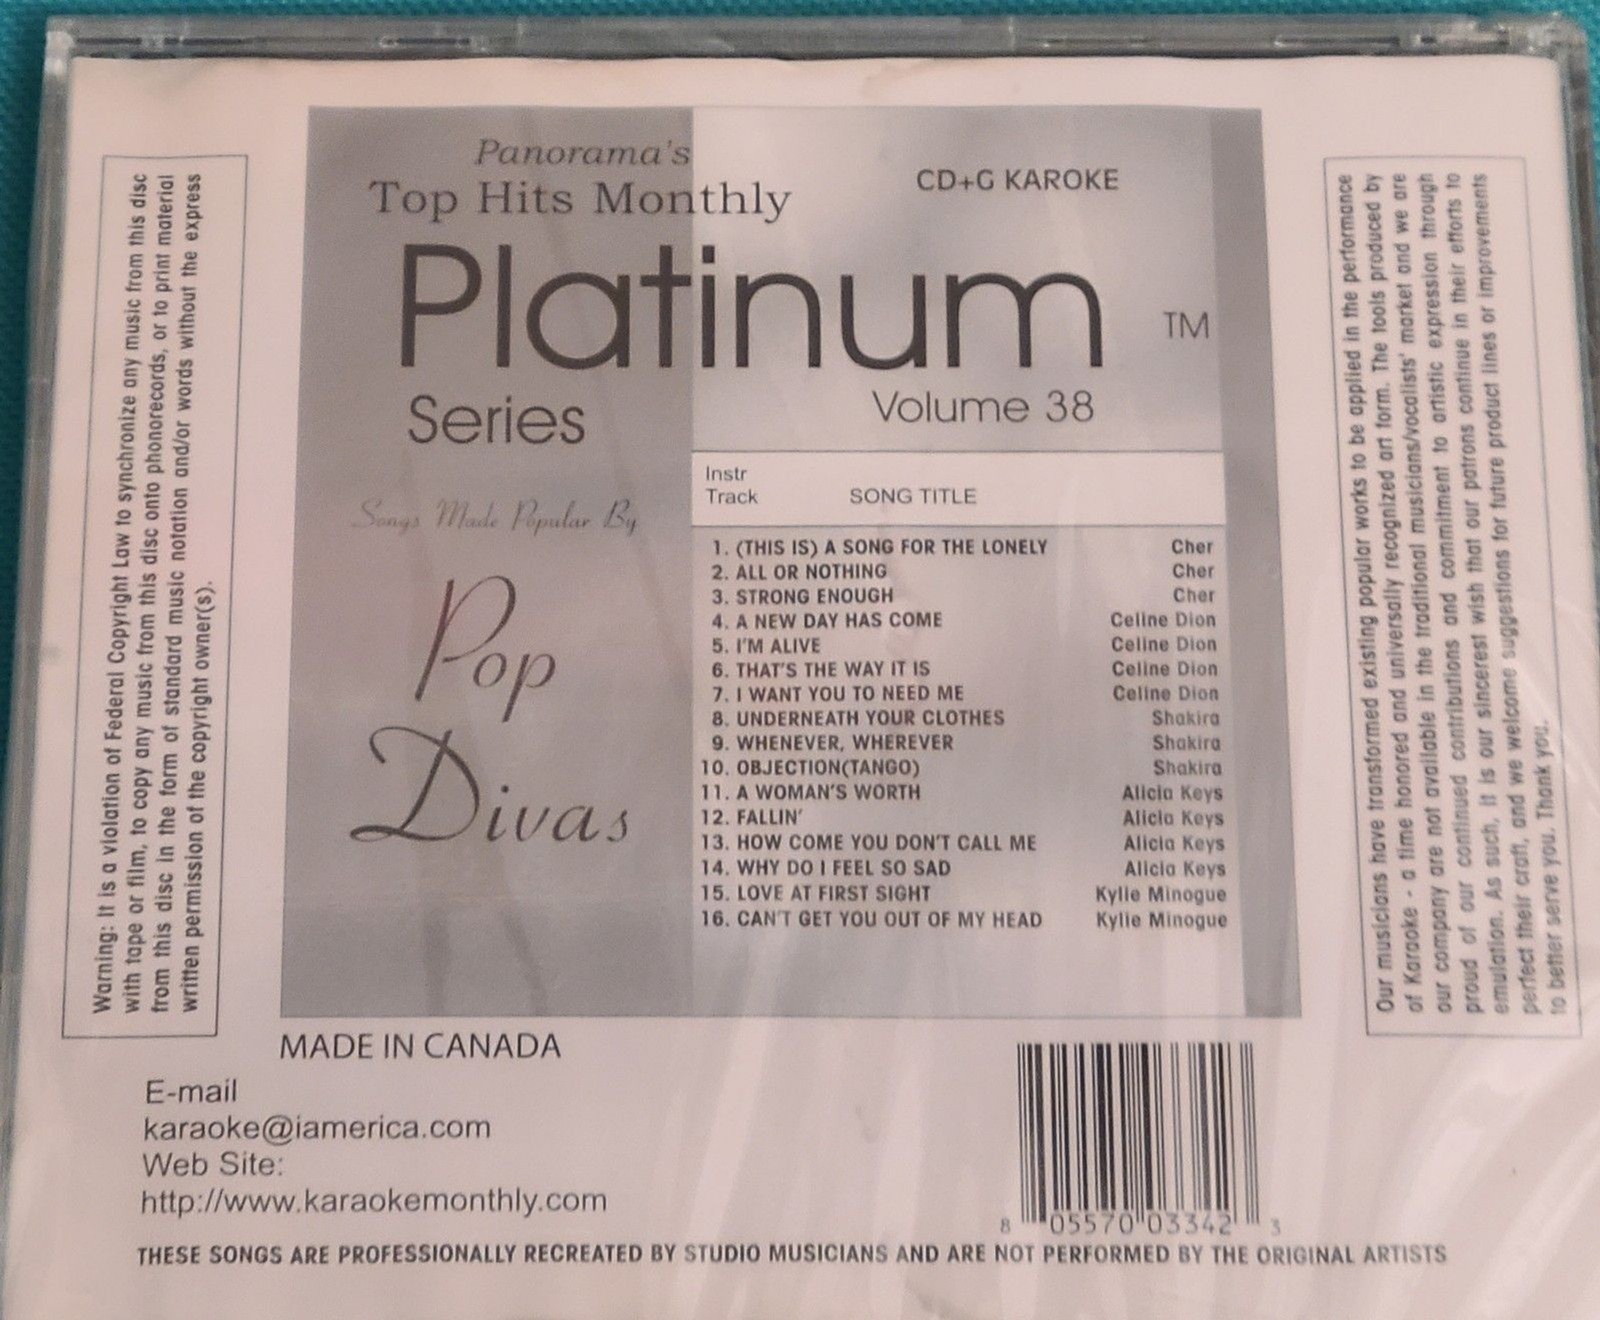 Warning: It is a violation of Federal Copyright Law to synchronize any music from this disc
with tape or film, to copy any music from this disc onto phonorecords, or to print material
from this disc in the form of standard music notation and/or words without the express
written permission of the copyright owner(s).
Panorama's
Top Hits Monthly
CD+G KAROKE
Platinum TM
Series
Volume 38
Songs Made Popular By
Pop
Divas
Instr
Track SONG TITLE
1. (THIS IS) A SONG FOR THE LONELY Cher
2. ALL OR NOTHING Cher
3. STRONG ENOUGH Cher
4. A NEW DAY HAS COME Celine Dion
5. I'M ALIVE Celine Dion
6. THAT'S THE WAY IT IS Celine Dion
7. I WANT YOU TO NEED ME Celine Dion
8. UNDERNEATH YOUR CLOTHES Shakira
9. WHENEVER, WHEREVER Shakira
10. OBJECTION(TANGO) Shakira
11. A WOMAN'S WORTH Alicia Keys
12. FALLIN' Alicia Keys
13. HOW COME YOU DON'T CALL ME Alicia Keys
14. WHY DO I FEEL SO SAD Alicia Keys
15. LOVE AT FIRST SIGHT Kylie Minogue
16. CAN'T GET YOU OUT OF MY HEAD Kylie Minogue
Our musicians have transformed existing popular works to be applied in the performance
of Karaoke - a time honored and universally recognized art form. The tools produced by
our company are not available in the traditional musicians/vocalists' market and we are
proud of our continued contributions and commitment to artistic expression through
emulation. As such, it is our sincerest wish that our patrons continue in their efforts to
perfect their craft, and we welcome suggestions for future product lines or improvements
to better serve you. Thank you.
MADE IN CANADA
E-mail
karaoke@iamerica.com
Web Site:
http://www.karaokemonthly.com
8 05570 03342 3
THESE SONGS ARE PROFESSIONALLY RECREATED BY STUDIO MUSICIANS AND ARE NOT PERFORMED BY THE ORIGINAL ARTISTS